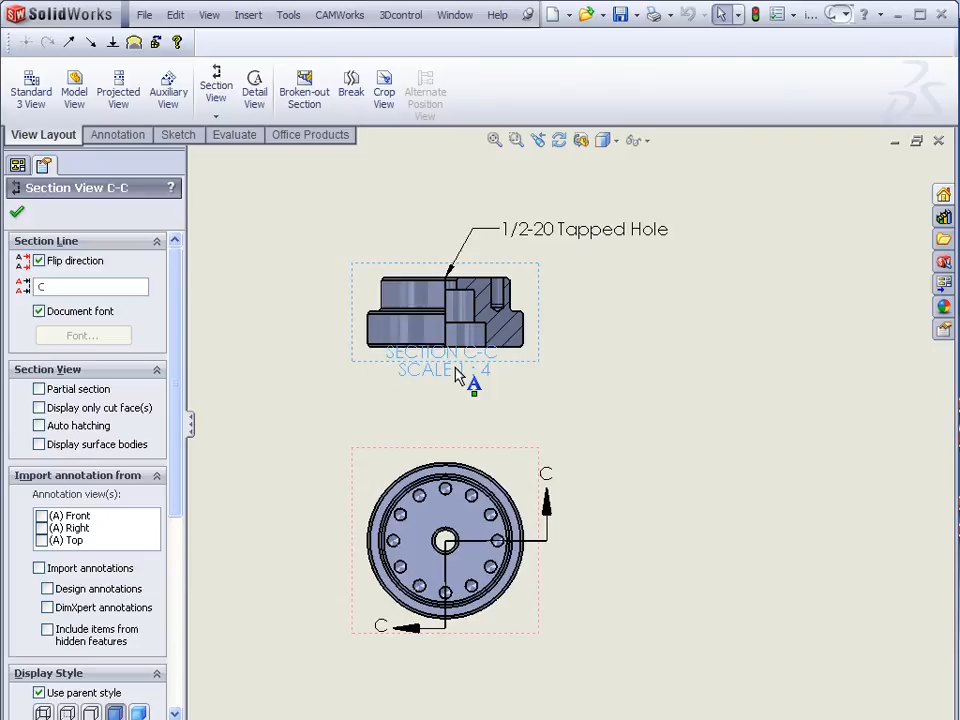 SolidWorks File Edit View Insert Tools CAMWorks 3Dcontrol Window Help i... ?
Standard 3 View
Model View
Projected View
Auxiliary View
Section View
Detail View
Broken-out Section
Break
Crop View
Alternate Position View
View Layout Annotation Sketch Evaluate Office Products
Section View C-C ?
Section Line
Flip direction
C
Document font
Font...
Section View
Partial section
Display only cut face(s)
Auto hatching
Display surface bodies
Import annotation from
Annotation view(s):
(A) Front
(A) Right
(A) Top
Import annotations
Design annotations
DimXpert annotations
Include items from
hidden features
Display Style
Use parent style
1/2-20 Tapped Hole
SECTION C-C
SCALE 1 : 4
A
C
C